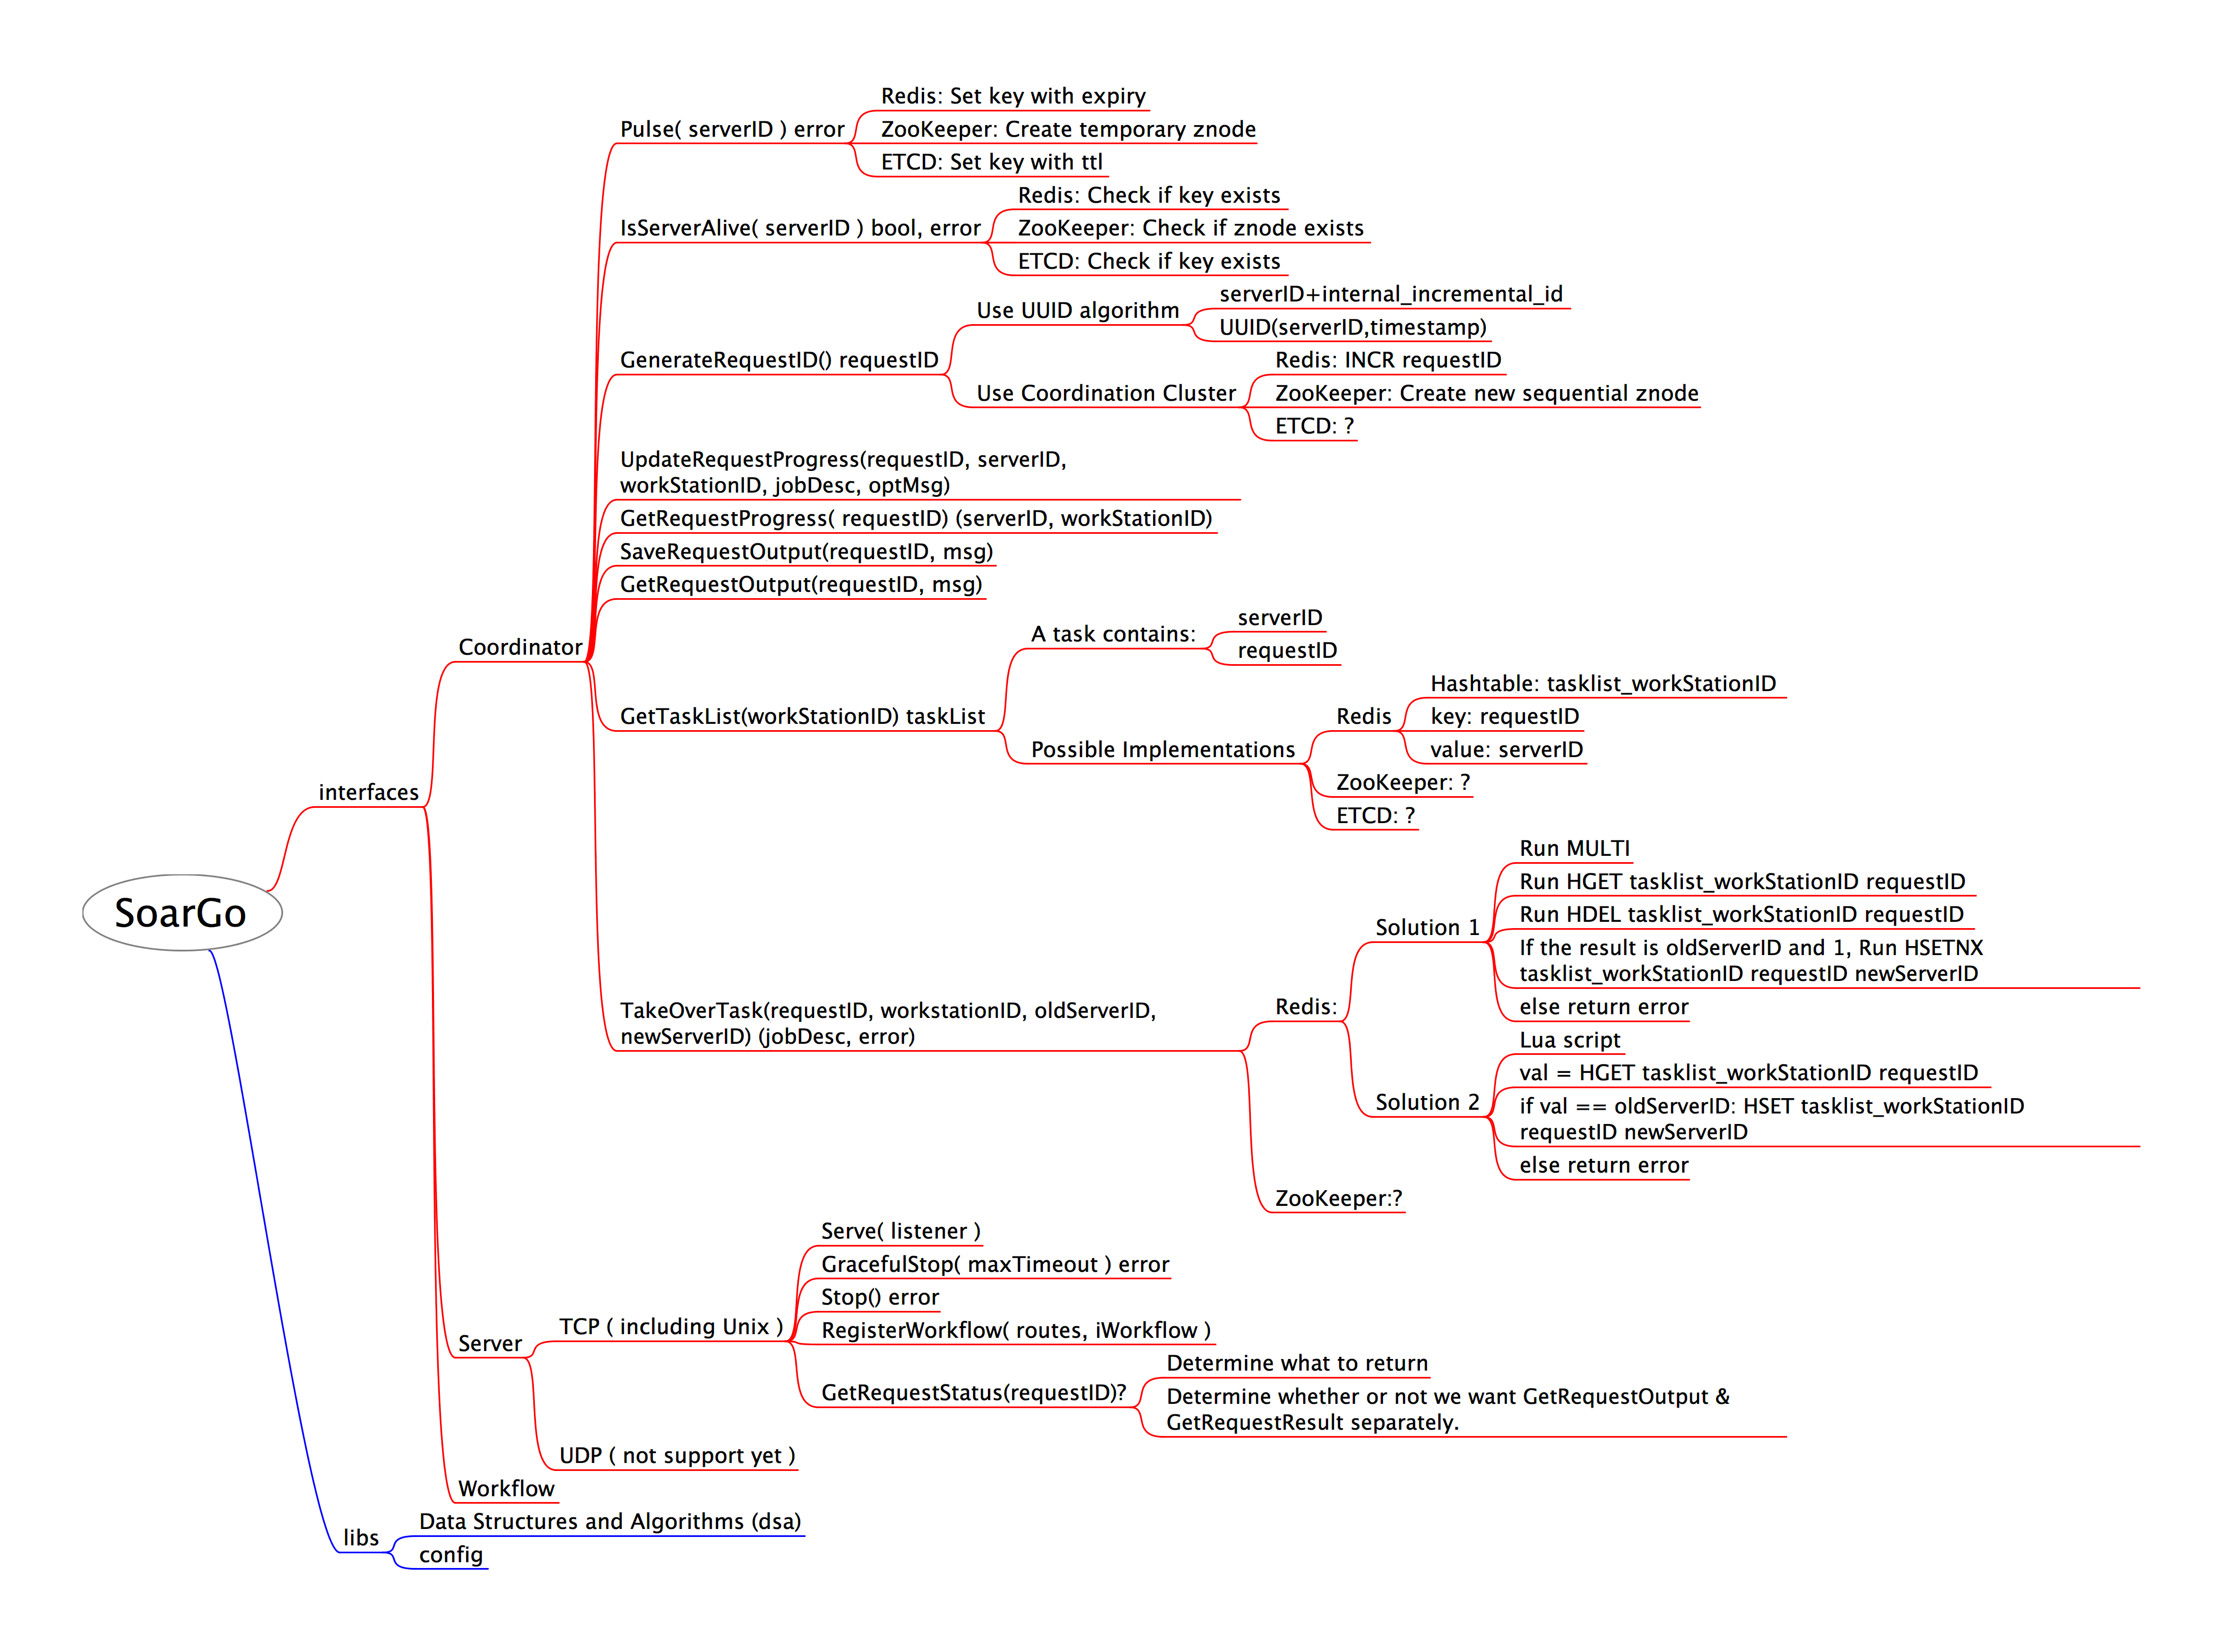 Redis: Set key with expiry
Pulse( serverID ) error
ZooKeeper: Create temporary znode
ETCD: Set key with ttl
Redis: Check if key exists
IsServerAlive( serverID ) bool, error
ZooKeeper: Check if znode exists
ETCD: Check if key exists
serverID+internal_incremental_id
Use UUID algorithm
UUID(serverID,timestamp)
GenerateRequestID() requestID
Redis: INCR requestID
Use Coordination Cluster
ZooKeeper: Create new sequential znode
ETCD: ?
UpdateRequestProgress(requestID, serverID,
workStationID, jobDesc, optMsg)
GetRequestProgress( requestID) (serverID, workStationID)
SaveRequestOutput(requestID, msg)
GetRequestOutput(requestID, msg)
Coordinator
serverID
A task contains:
requestID
GetTaskList(workStationID) taskList
Hashtable: tasklist_workStationID
Redis
key: requestID
Possible Implementations
value: serverID
ZooKeeper: ?
ETCD: ?
interfaces
SoarGo
Run MULTI
Run HGET tasklist_workStationID requestID
Solution 1
Run HDEL tasklist_workStationID requestID
If the result is oldServerID and 1, Run HSETNX
tasklist_workStationID requestID newServerID
else return error
Redis:
TakeOverTask(requestID, workstationID, oldServerID,
newServerID) (jobDesc, error)
Lua script
val = HGET tasklist_workStationID requestID
Solution 2
if val == oldServerID: HSET tasklist_workStationID
requestID newServerID
else return error
ZooKeeper:?
Serve( listener )
GracefulStop( maxTimeout ) error
Stop() error
TCP ( including Unix )
RegisterWorkflow( routes, iWorkflow )
Server
Determine what to return
GetRequestStatus(requestID)?
Determine whether or not we want GetRequestOutput &
GetRequestResult separately.
UDP ( not support yet )
Workflow
Data Structures and Algorithms (dsa)
libs
config